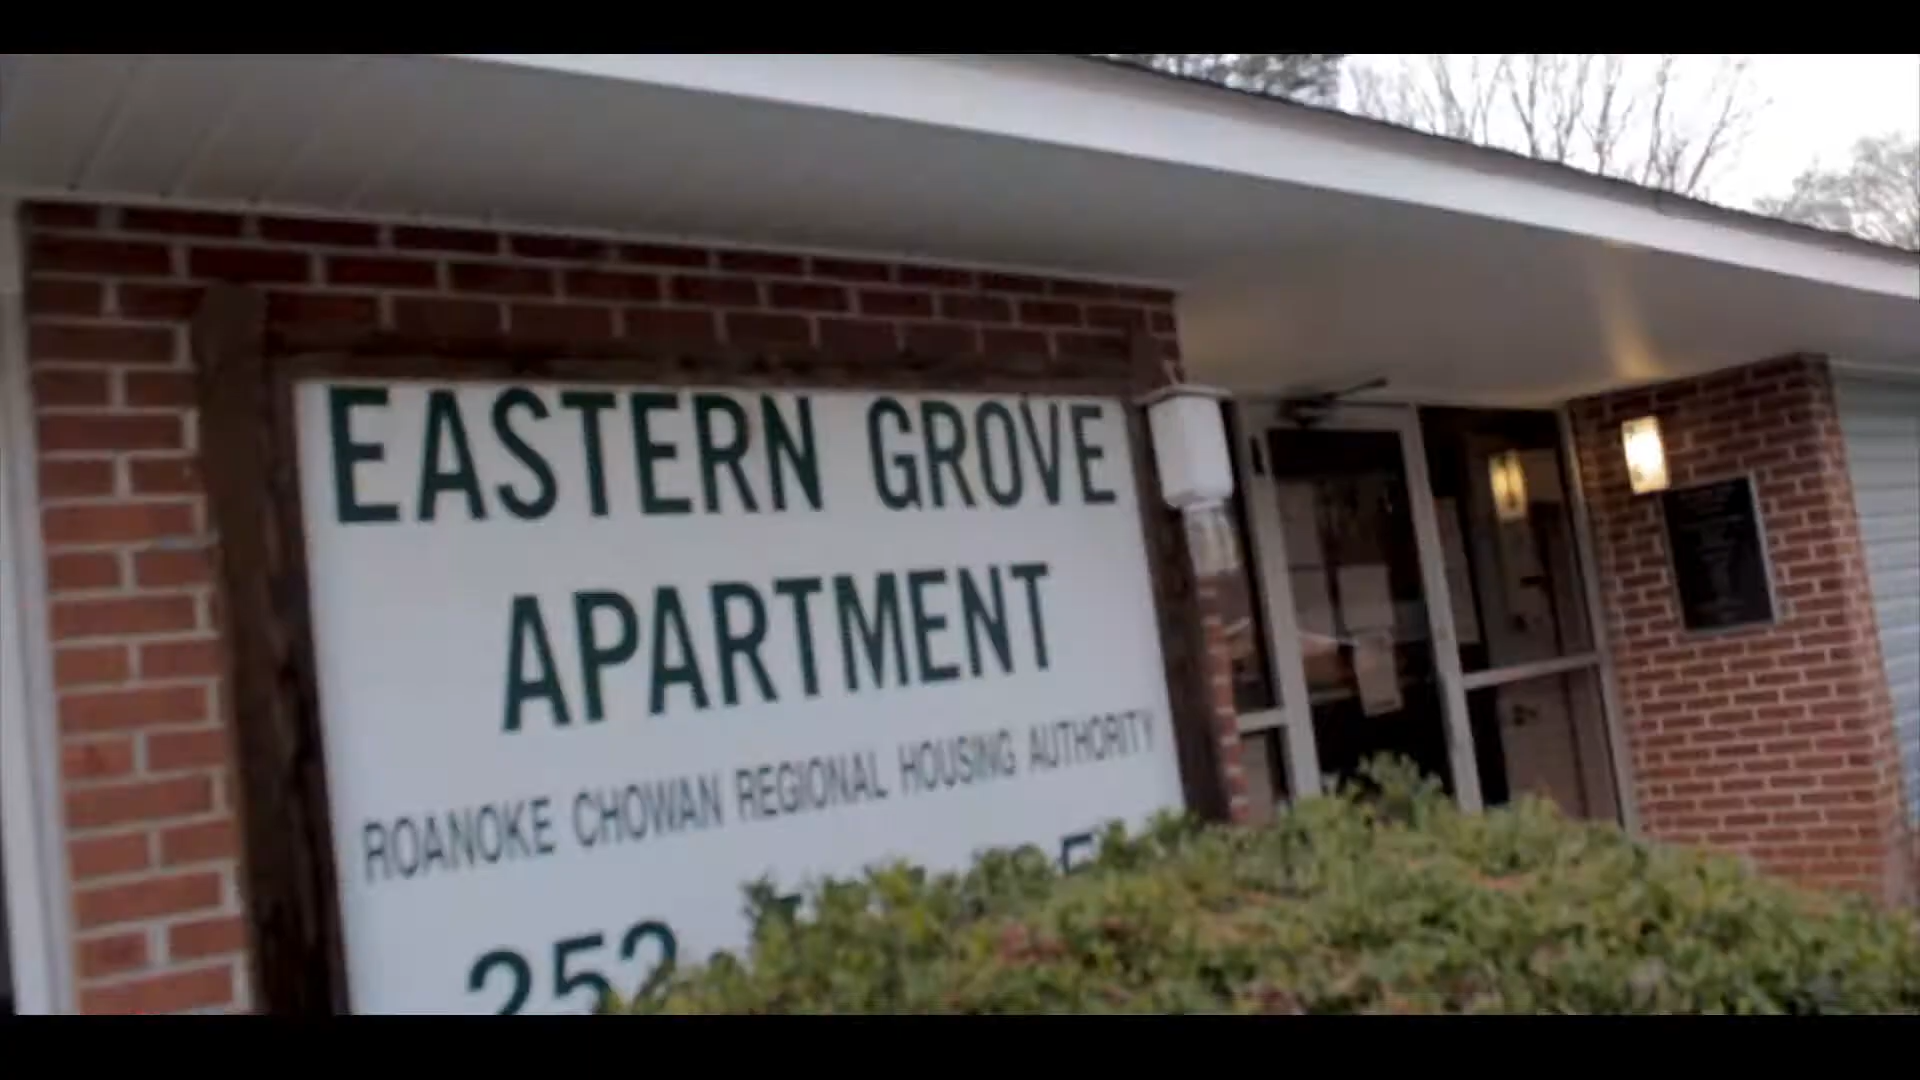 EASTERN GROVE
APARTMENT
ROANOKE CHOWAN REGIONAL HOUSING AUTHORITY
252